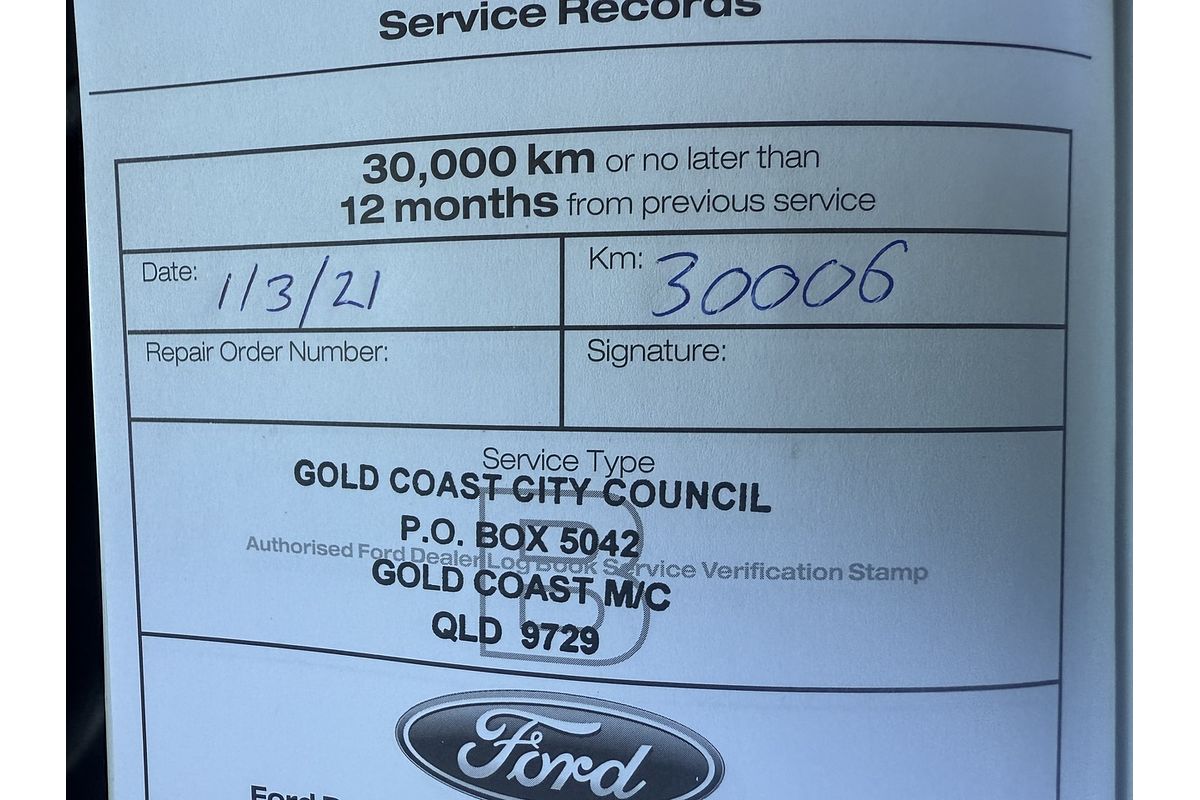 Service Records
30,000 km or no later than
12 months from previous service
Date: 1/3/21
Km: 30006
Repair Order Number:
Signature:
Service Type
GOLD COAST CITY COUNCIL
B
P.O. BOX 5042
Authorised Ford Dealer Log Book Service Verification Stamp
GOLD COAST M/C
QLD 9729
Ford
Ford